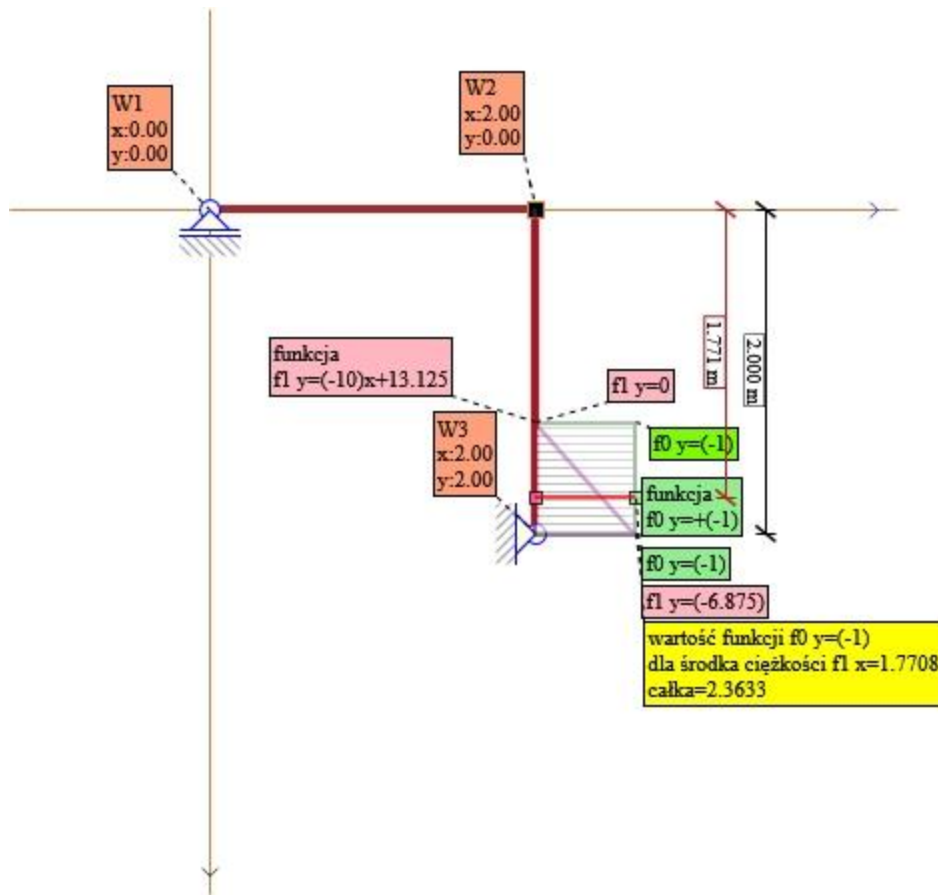 W1
x:0.00
y:0.00
W2
x:2.00
y:0.00
funkcja
f1 y=(-10)x+13.125
f1 y=0
1.771 m
2.000 m
W3
x:2.00
y:2.00
f0 y=(-1)
funkcja
f0 y=+(-1)
f0 y=(-1)
f1 y=(-6.875)
wartość funkcji f0 y=(-1)
dla środka ciężkości f1 x=1.7708
całka=2.3633